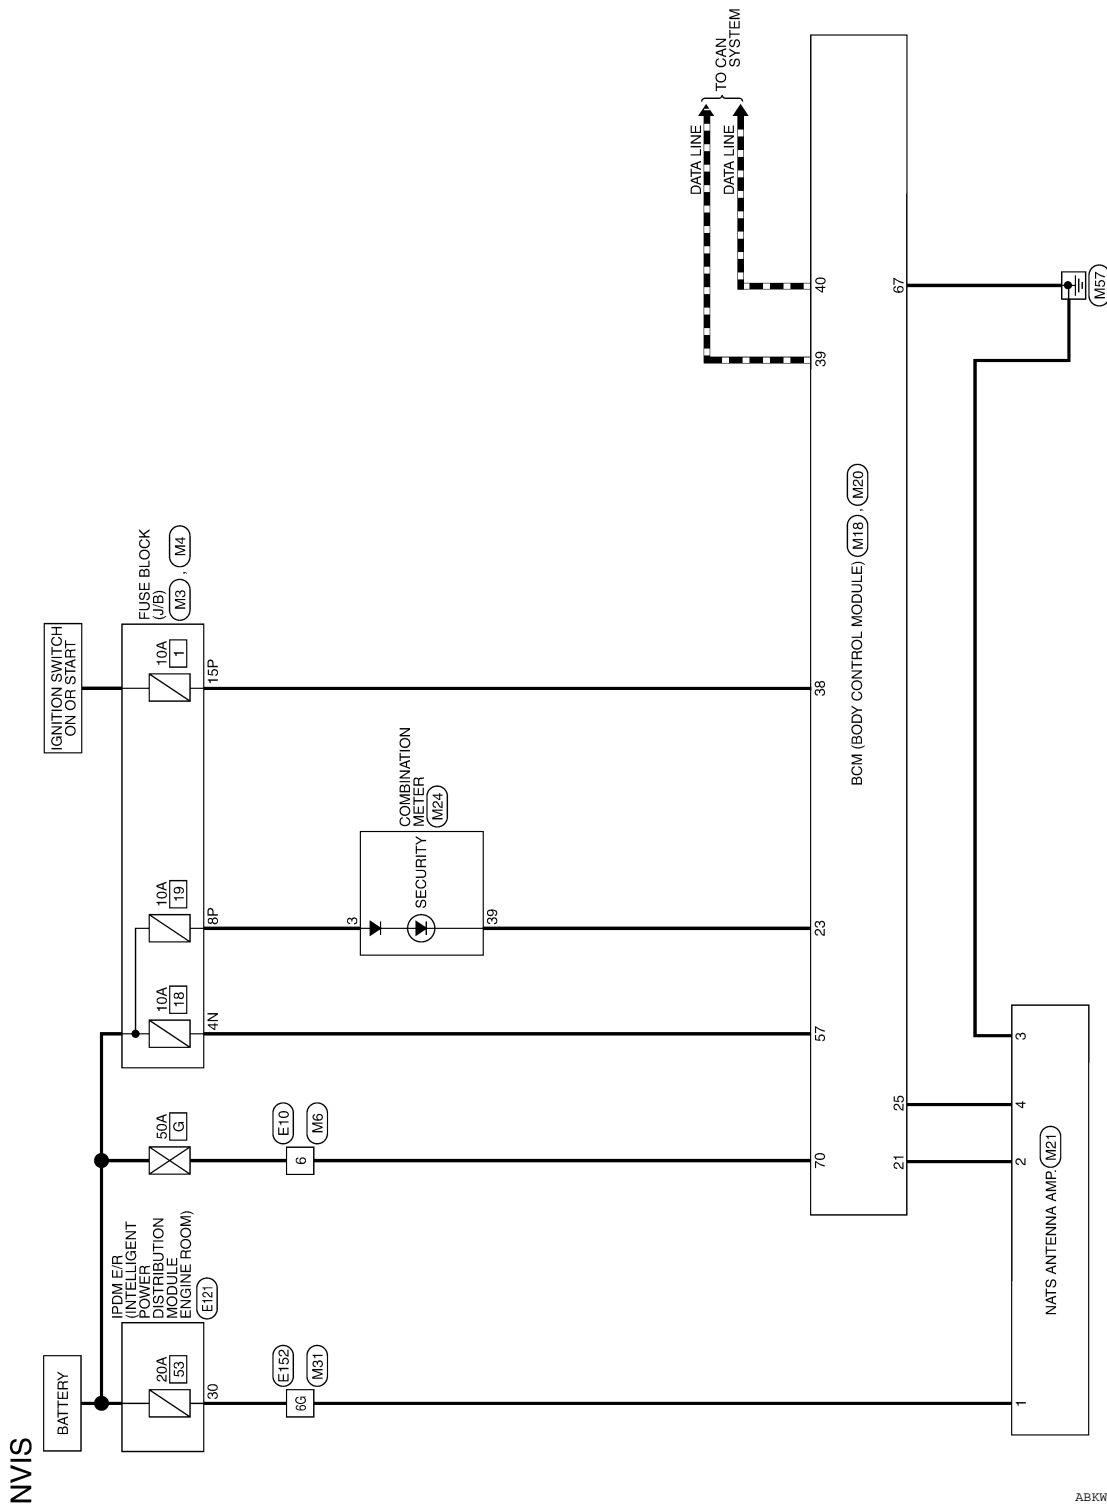 NVIS
BATTERY
IGNITION SWITCH
ON OR START
IPDM E/R
(INTELLIGENT
POWER
DISTRIBUTION
MODULE
ENGINE ROOM)
E121
20A
53
30
50A
G
10A
18
4N
10A
19
8P
10A
1
15P
FUSE BLOCK
(J/B)
M3 , M4
E152
6G
M31
E10
6
M6
3
SECURITY
39
COMBINATION
METER
M24
DATA LINE
DATA LINE
TO CAN
SYSTEM
70
57
23
38
39
40
BCM (BODY CONTROL MODULE) M18 , M20
21
25
67
1
2
4
3
NATS ANTENNA AMP. M21
M57
ABKW